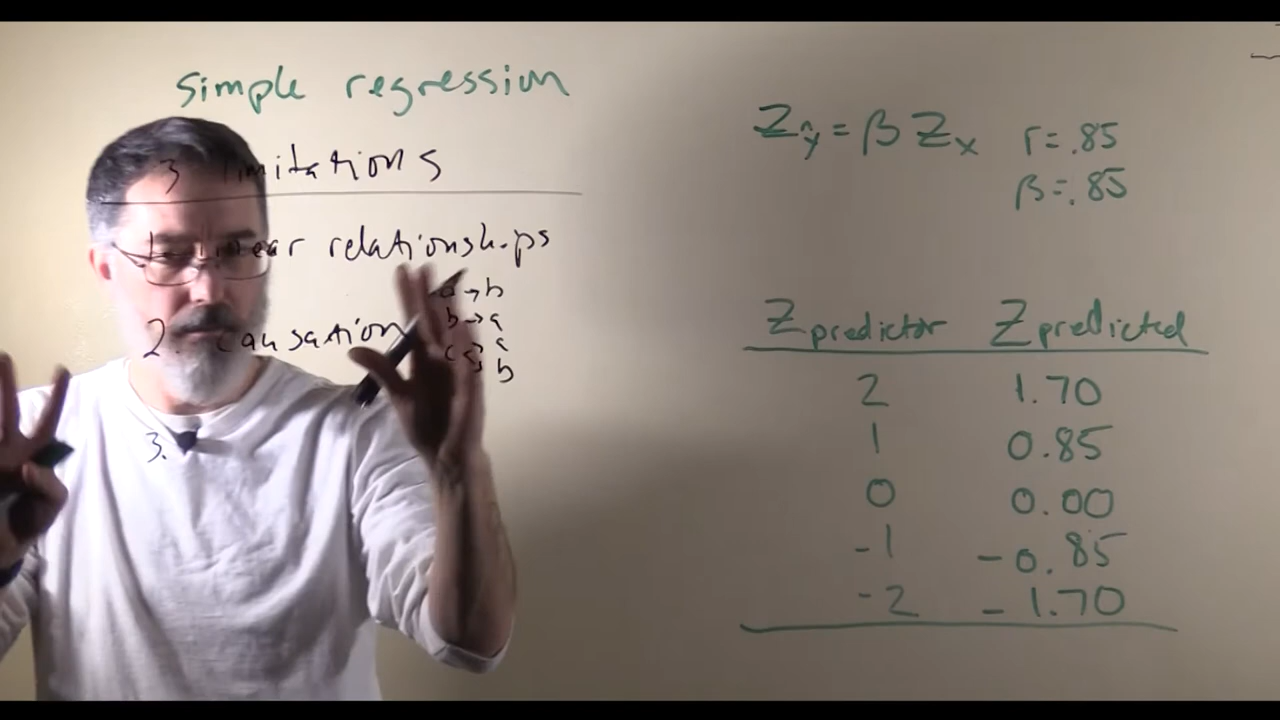 simple regression
3 limitations
1. linear relationships
a → b
b → a
2. causation
c → a
b
3.
Zŷ = β Zx
r = .85
β = .85
Zpredictor Zpredicted
2 1.70
1 0.85
0 0.00
-1 -0.85
-2 -1.70